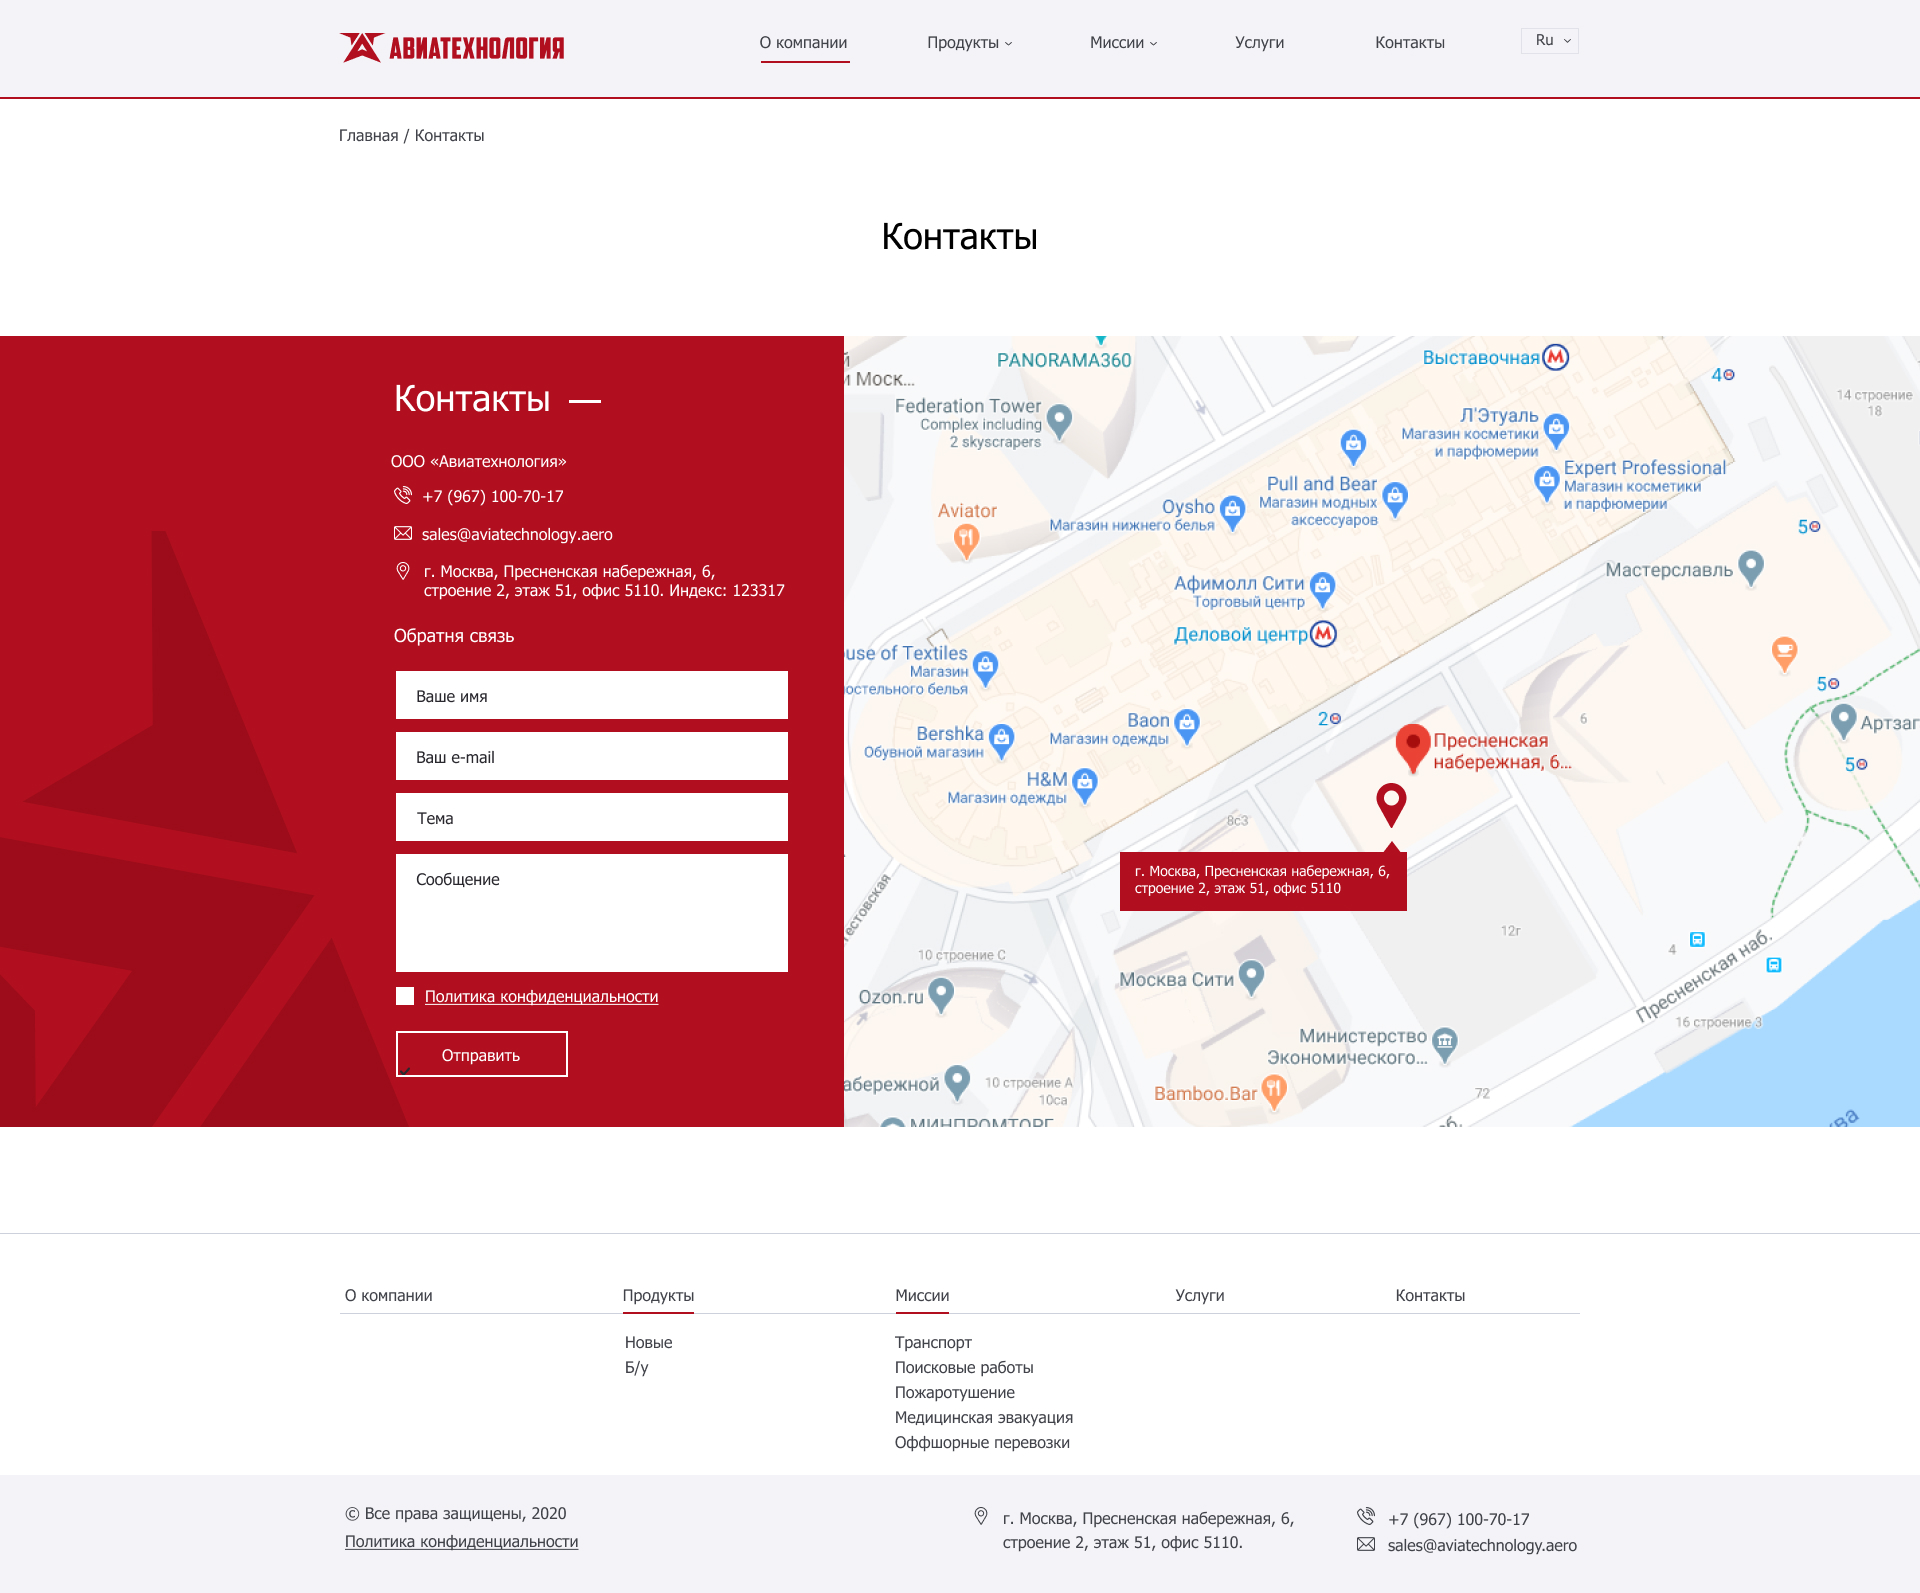 АВИАТЕХНОЛОГИЯ
О компании
Продукты
Миссии
Услуги
Контакты
Ru
Главная / Контакты
Контакты
Контакты
ООО «Авиатехнология»
+7 (967) 100-70-17
sales@aviatechnology.aero
г. Москва, Пресненская набережная, 6,
строение 2, этаж 51, офис 5110. Индекс: 123317
Обратня связь
Ваше имя
Ваш e-mail
Тема
Сообщение
Политика конфиденциальности
Отправить
PANORAMA360
Выставочная
4
14 строение
18
й
и Моск...
Federation Tower
Complex including
2 skyscrapers
Л'Этуаль
Магазин косметики
и парфюмерии
Expert Professional
Магазин косметики
и парфюмерии
Pull and Bear
Магазин модных
аксессуаров
Oysho
Магазин нижнего белья
Aviator
5
Мастерславль
Афимолл Сити
Торговый центр
Деловой центр
use of Textiles
Магазин
остельного белья
5
2
6
Артзаг
Baon
Магазин одежды
Bershka
Обувной магазин
Пресненская
набережная, 6...
5
H&M
Магазин одежды
8с3
г. Москва, Пресненская набережная, 6,
строение 2, этаж 51, офис 5110
Тестовская
12г
4
Пресненская наб.
10 строение С
Москва Сити
Ozon.ru
16 строение 3
Министерство
Экономического...
абережной
10 строение А
10са
Bamboo.Bar
72
МИНПРОМТОРГ
об.
ква
О компании
Продукты
Миссии
Услуги
Контакты
Новые
Б/у
Транспорт
Поисковые работы
Пожаротушение
Медицинская эвакуация
Оффшорные перевозки
© Все права защищены, 2020
Политика конфиденциальности
г. Москва, Пресненская набережная, 6,
строение 2, этаж 51, офис 5110.
+7 (967) 100-70-17
sales@aviatechnology.aero